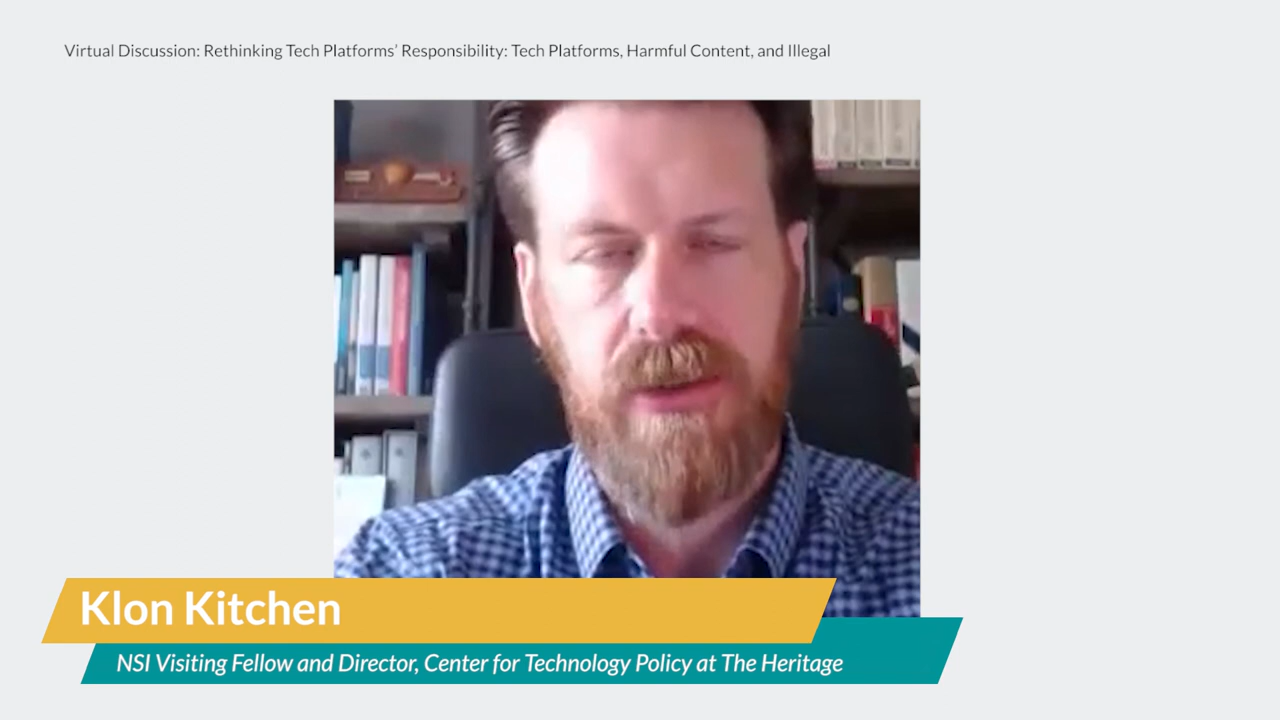 Virtual Discussion: Rethinking Tech Platforms’ Responsibility: Tech Platforms, Harmful Content, and Illegal
Klon Kitchen
NSI Visiting Fellow and Director, Center for Technology Policy at The Heritage